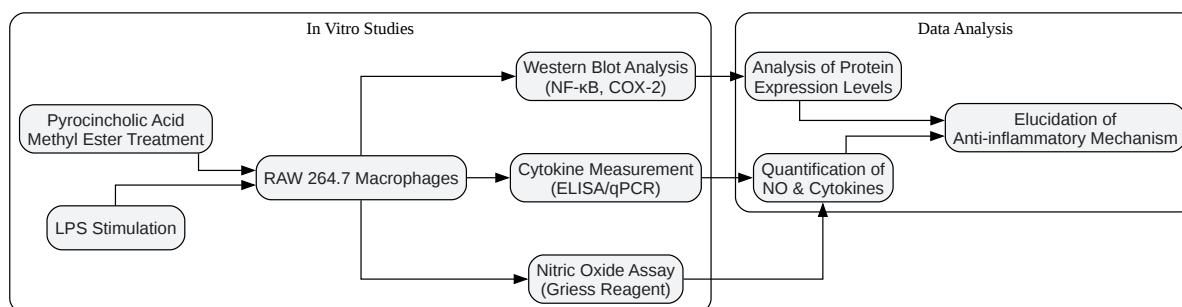 In Vitro Studies
Data Analysis
Western Blot Analysis
(NF-κB, COX-2)
Analysis of Protein
Expression Levels
Pyrocincholic Acid
Methyl Ester Treatment
Elucidation of
Anti-inflammatory Mechanism
RAW 264.7 Macrophages
Cytokine Measurement
(ELISA/qPCR)
Quantification of
NO & Cytokines
LPS Stimulation
Nitric Oxide Assay
(Griess Reagent)